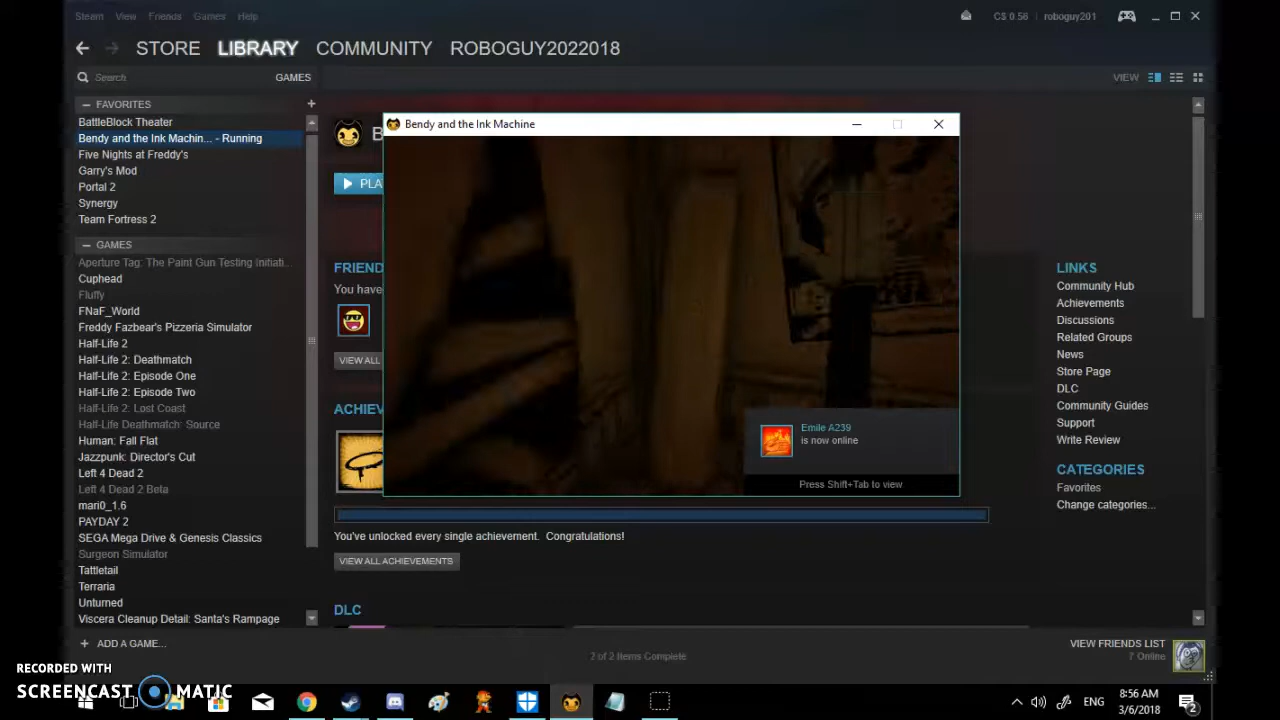 Steam View Friends Games Help
C$ 0.56 roboguy201
STORE LIBRARY COMMUNITY ROBOGUY2022018
Search GAMES
VIEW
— FAVORITES +
BattleBlock Theater
Bendy and the Ink Machin... - Running
Five Nights at Freddy's
Garry's Mod
Portal 2
Synergy
Team Fortress 2
— GAMES
Aperture Tag: The Paint Gun Testing Initiati...
Cuphead
Fluffy
FNaF_World
Freddy Fazbear's Pizzeria Simulator
Half-Life 2
Half-Life 2: Deathmatch
Half-Life 2: Episode One
Half-Life 2: Episode Two
Half-Life 2: Lost Coast
Half-Life Deathmatch: Source
Human: Fall Flat
Jazzpunk: Director's Cut
Left 4 Dead 2
Left 4 Dead 2 Beta
mari0_1.6
PAYDAY 2
SEGA Mega Drive & Genesis Classics
Surgeon Simulator
Tattletail
Terraria
Unturned
Viscera Cleanup Detail: Santa's Rampage
+ ADD A GAME...
B
PLA
FRIEND
You have
VIEW ALL
ACHIEV
Bendy and the Ink Machine
Emile A239
is now online
Press Shift+Tab to view
You've unlocked every single achievement. Congratulations!
VIEW ALL ACHIEVEMENTS
DLC
2 of 2 Items Complete
LINKS
Community Hub
Achievements
Discussions
Related Groups
News
Store Page
DLC
Community Guides
Support
Write Review
CATEGORIES
Favorites
Change categories...
VIEW FRIENDS LIST
7 Online
RECORDED WITH
SCREENCAST MATIC
ENG
8:56 AM
3/6/2018
2